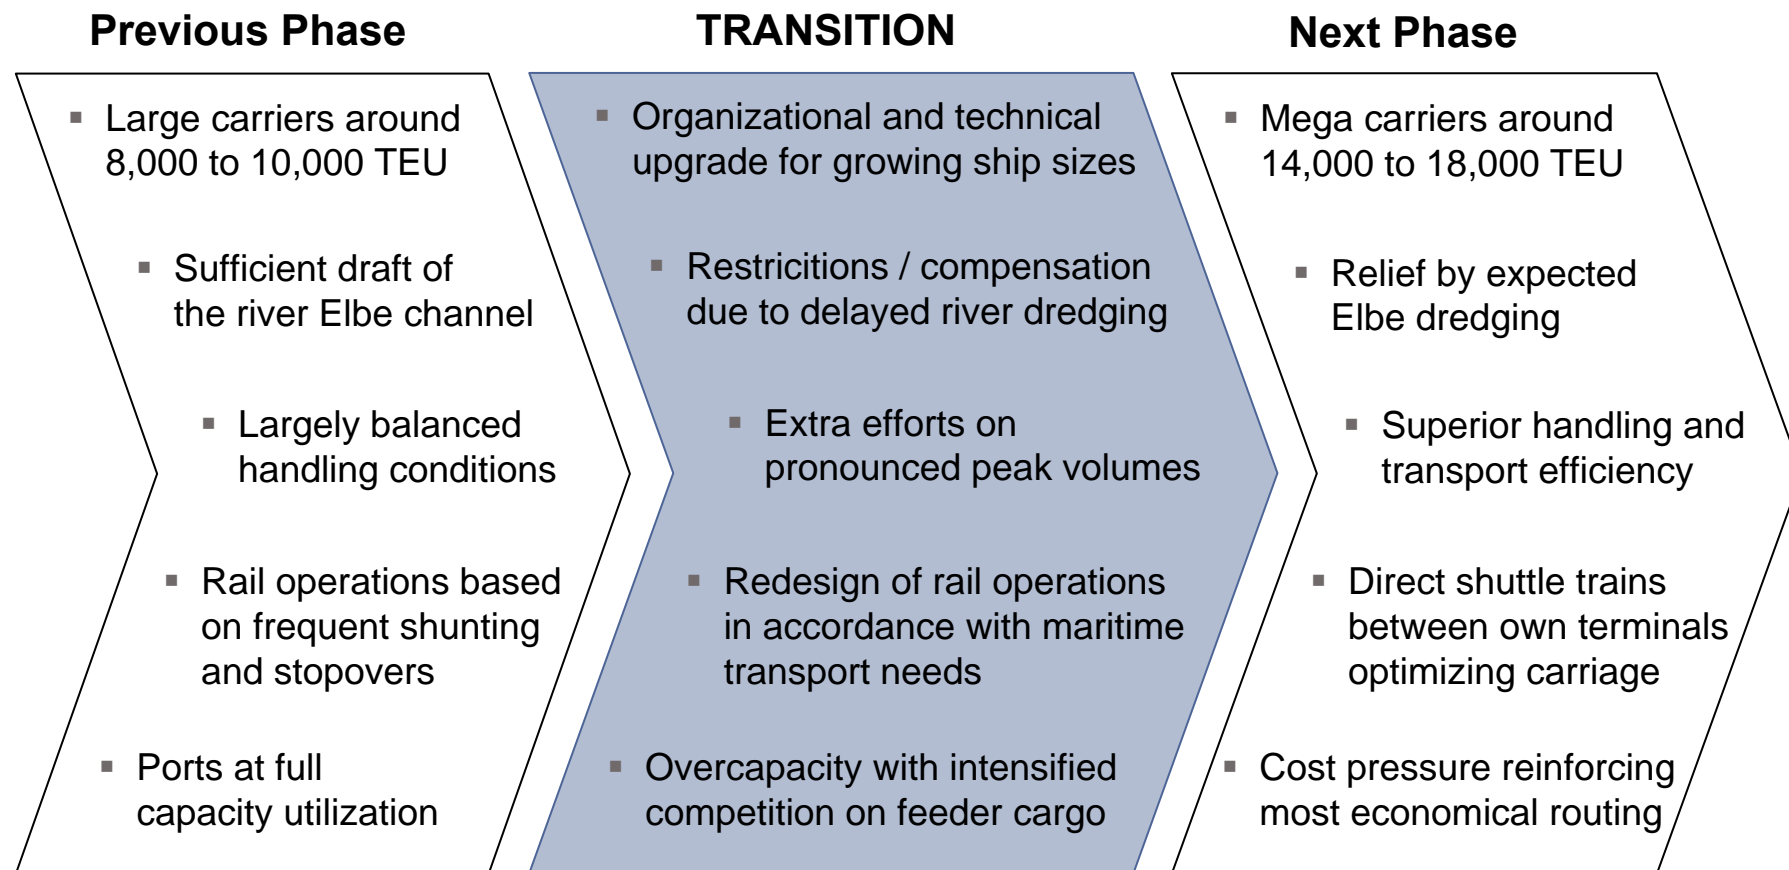 Previous Phase
▪ Large carriers around
8,000 to 10,000 TEU
▪ Sufficient draft of
the river Elbe channel
▪ Largely balanced
handling conditions
▪ Rail operations based
on frequent shunting
and stopovers
▪ Ports at full
capacity utilization
TRANSITION
▪ Organizational and technical
upgrade for growing ship sizes
▪ Restricitions / compensation
due to delayed river dredging
▪ Extra efforts on
pronounced peak volumes
▪ Redesign of rail operations
in accordance with maritime
transport needs
▪ Overcapacity with intensified
competition on feeder cargo
Next Phase
▪ Mega carriers around
14,000 to 18,000 TEU
▪ Relief by expected
Elbe dredging
▪ Superior handling and
transport efficiency
▪ Direct shuttle trains
between own terminals
optimizing carriage
▪ Cost pressure reinforcing
most economical routing